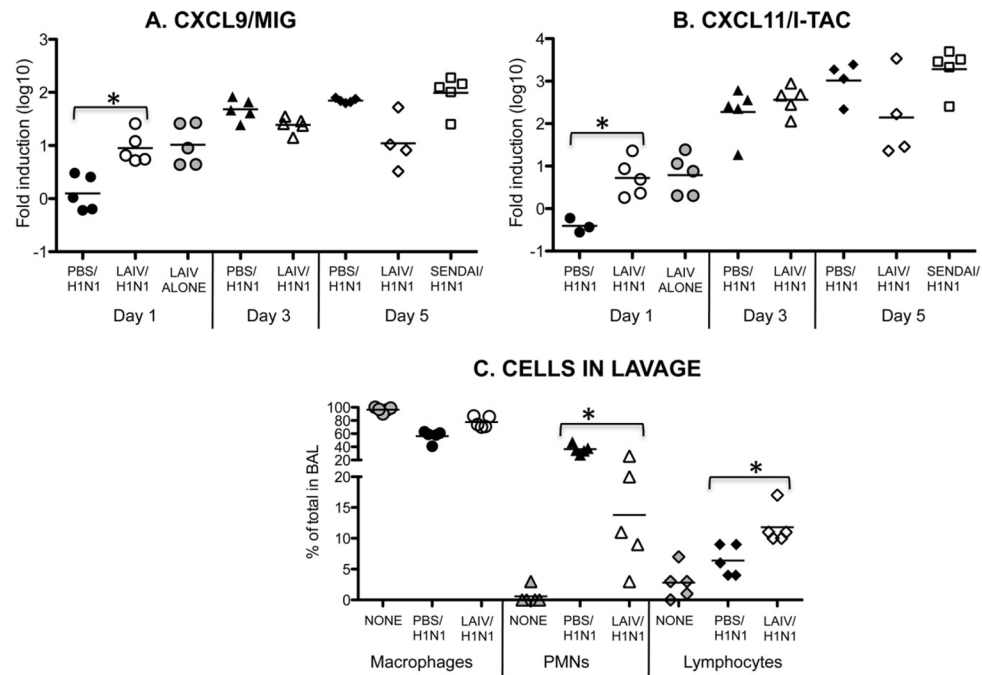 A. CXCL9/MIG
Fold induction (log10)
3
2
1
0
-1
*
PBS/ H1N1
LAIV/ H1N1
LAIV ALONE
PBS/ H1N1
LAIV/ H1N1
PBS/ H1N1
LAIV/ H1N1
SENDAI/ H1N1
Day 1
Day 3
Day 5
B. CXCL11/I-TAC
Fold induction (log10)
4
3
2
1
0
-1
*
PBS/ H1N1
LAIV/ H1N1
LAIV ALONE
PBS/ H1N1
LAIV/ H1N1
PBS/ H1N1
LAIV/ H1N1
SENDAI/ H1N1
Day 1
Day 3
Day 5
C. CELLS IN LAVAGE
% of total in BAL
100
80
60
40
20
20
15
10
5
0
*
*
NONE
PBS/ H1N1
LAIV/ H1N1
NONE
PBS/ H1N1
LAIV/ H1N1
NONE
PBS/ H1N1
LAIV/ H1N1
Macrophages
PMNs
Lymphocytes